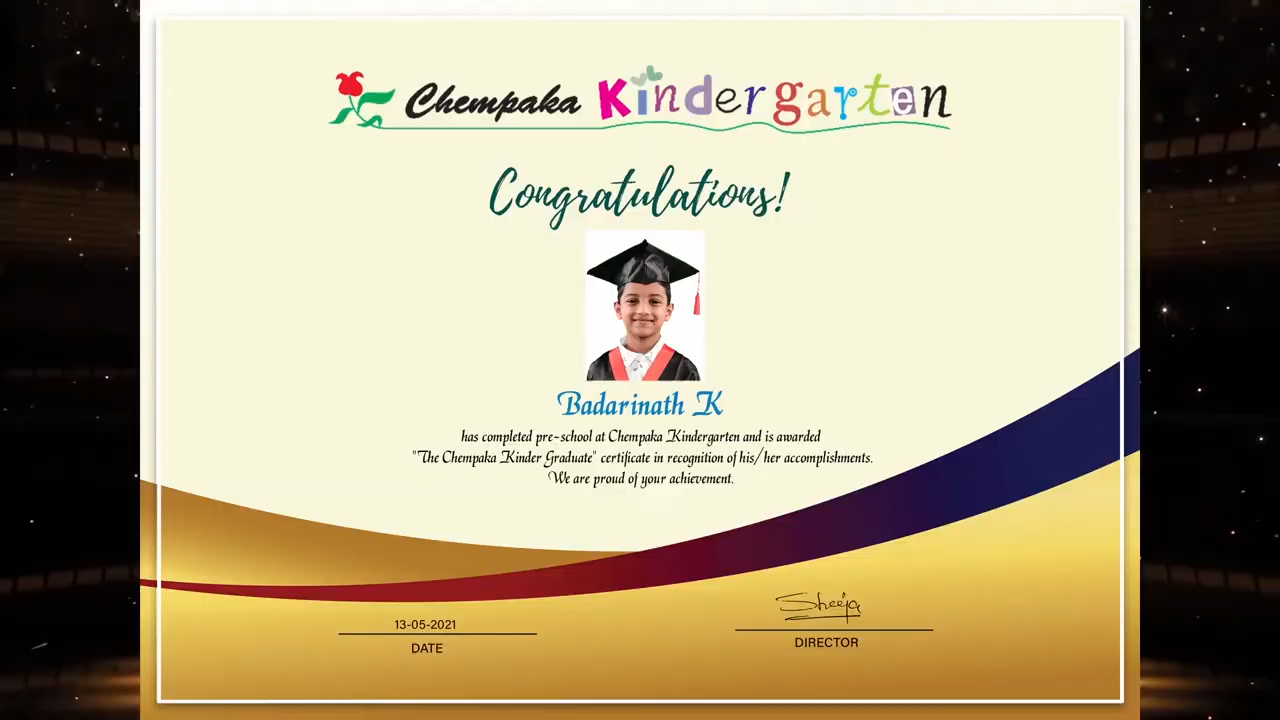 Chempaka Kindergarten
Congratulations!
Badarinath K
has completed pre-school at Chempaka Kindergarten and is awarded
"The Chempaka Kinder Graduate" certificate in recognition of his/her accomplishments.
We are proud of your achievement.
13-05-2021
DATE
Sheeja
DIRECTOR